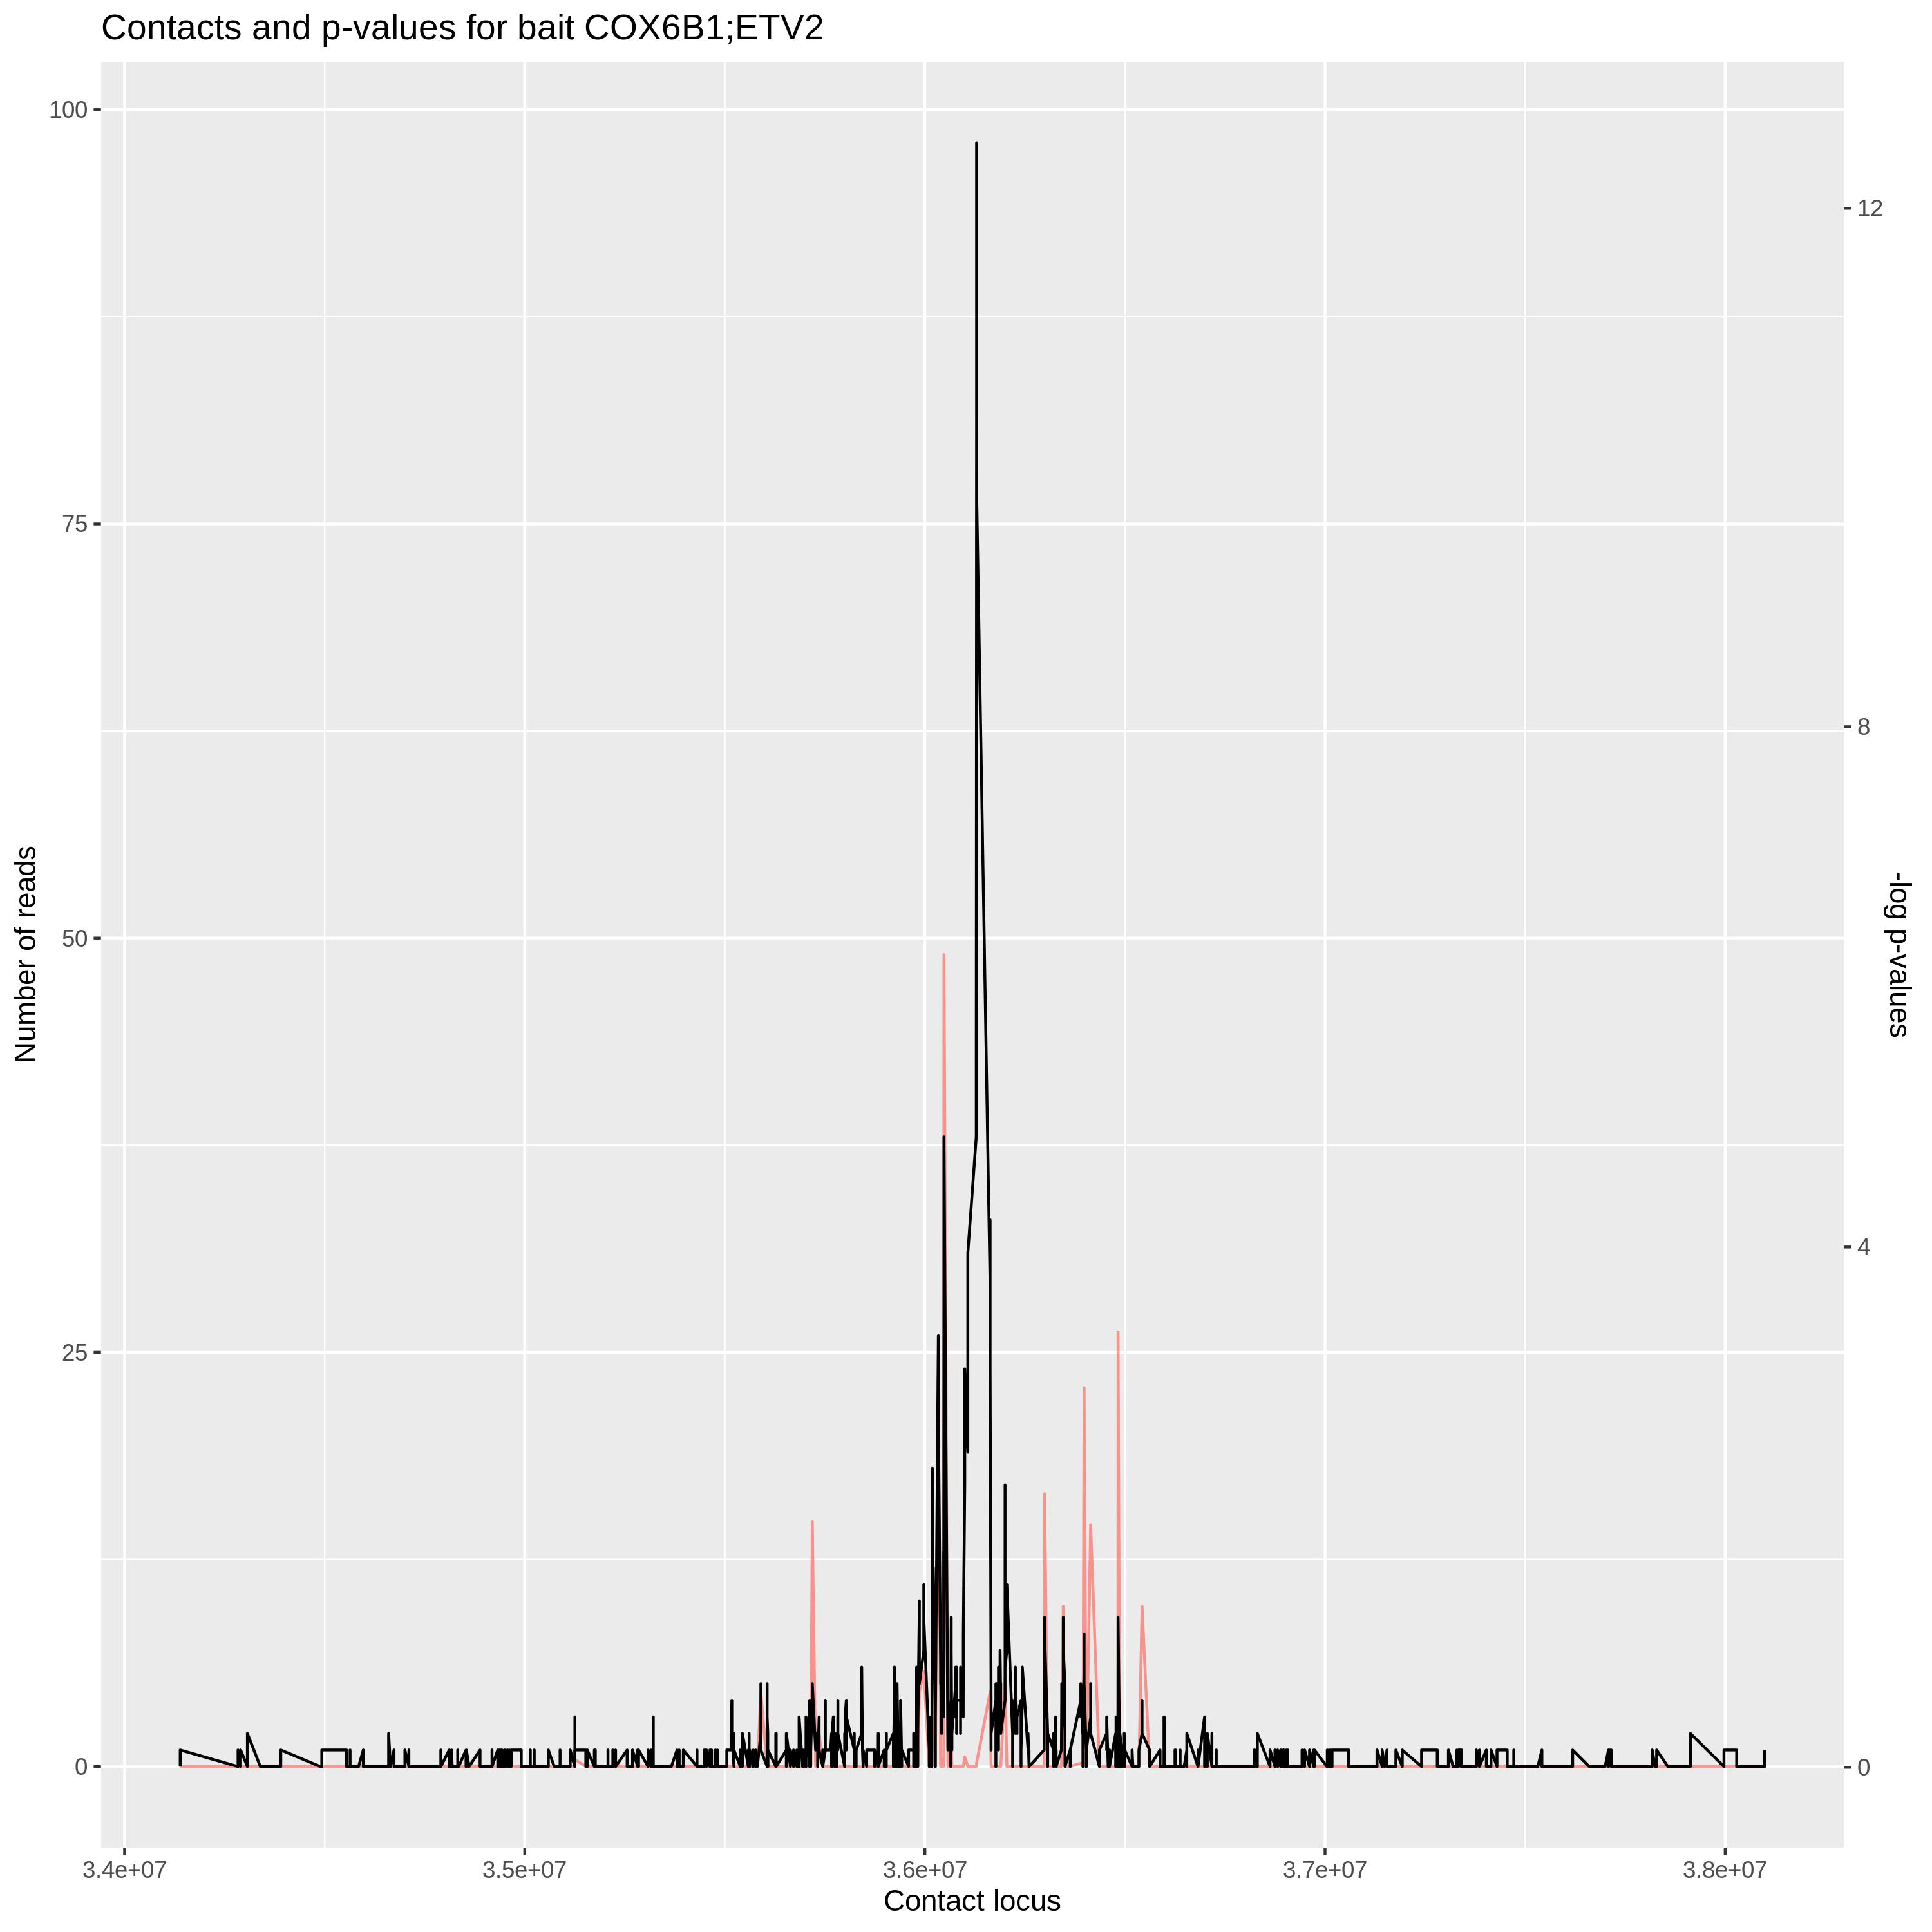 Contacts and p-values for bait COX6B1;ETV2
100
75
50
25
0
Number of reads
12
8
4
0
-log p-values
3.4e+07 3.5e+07 3.6e+07 3.7e+07 3.8e+07
Contact locus